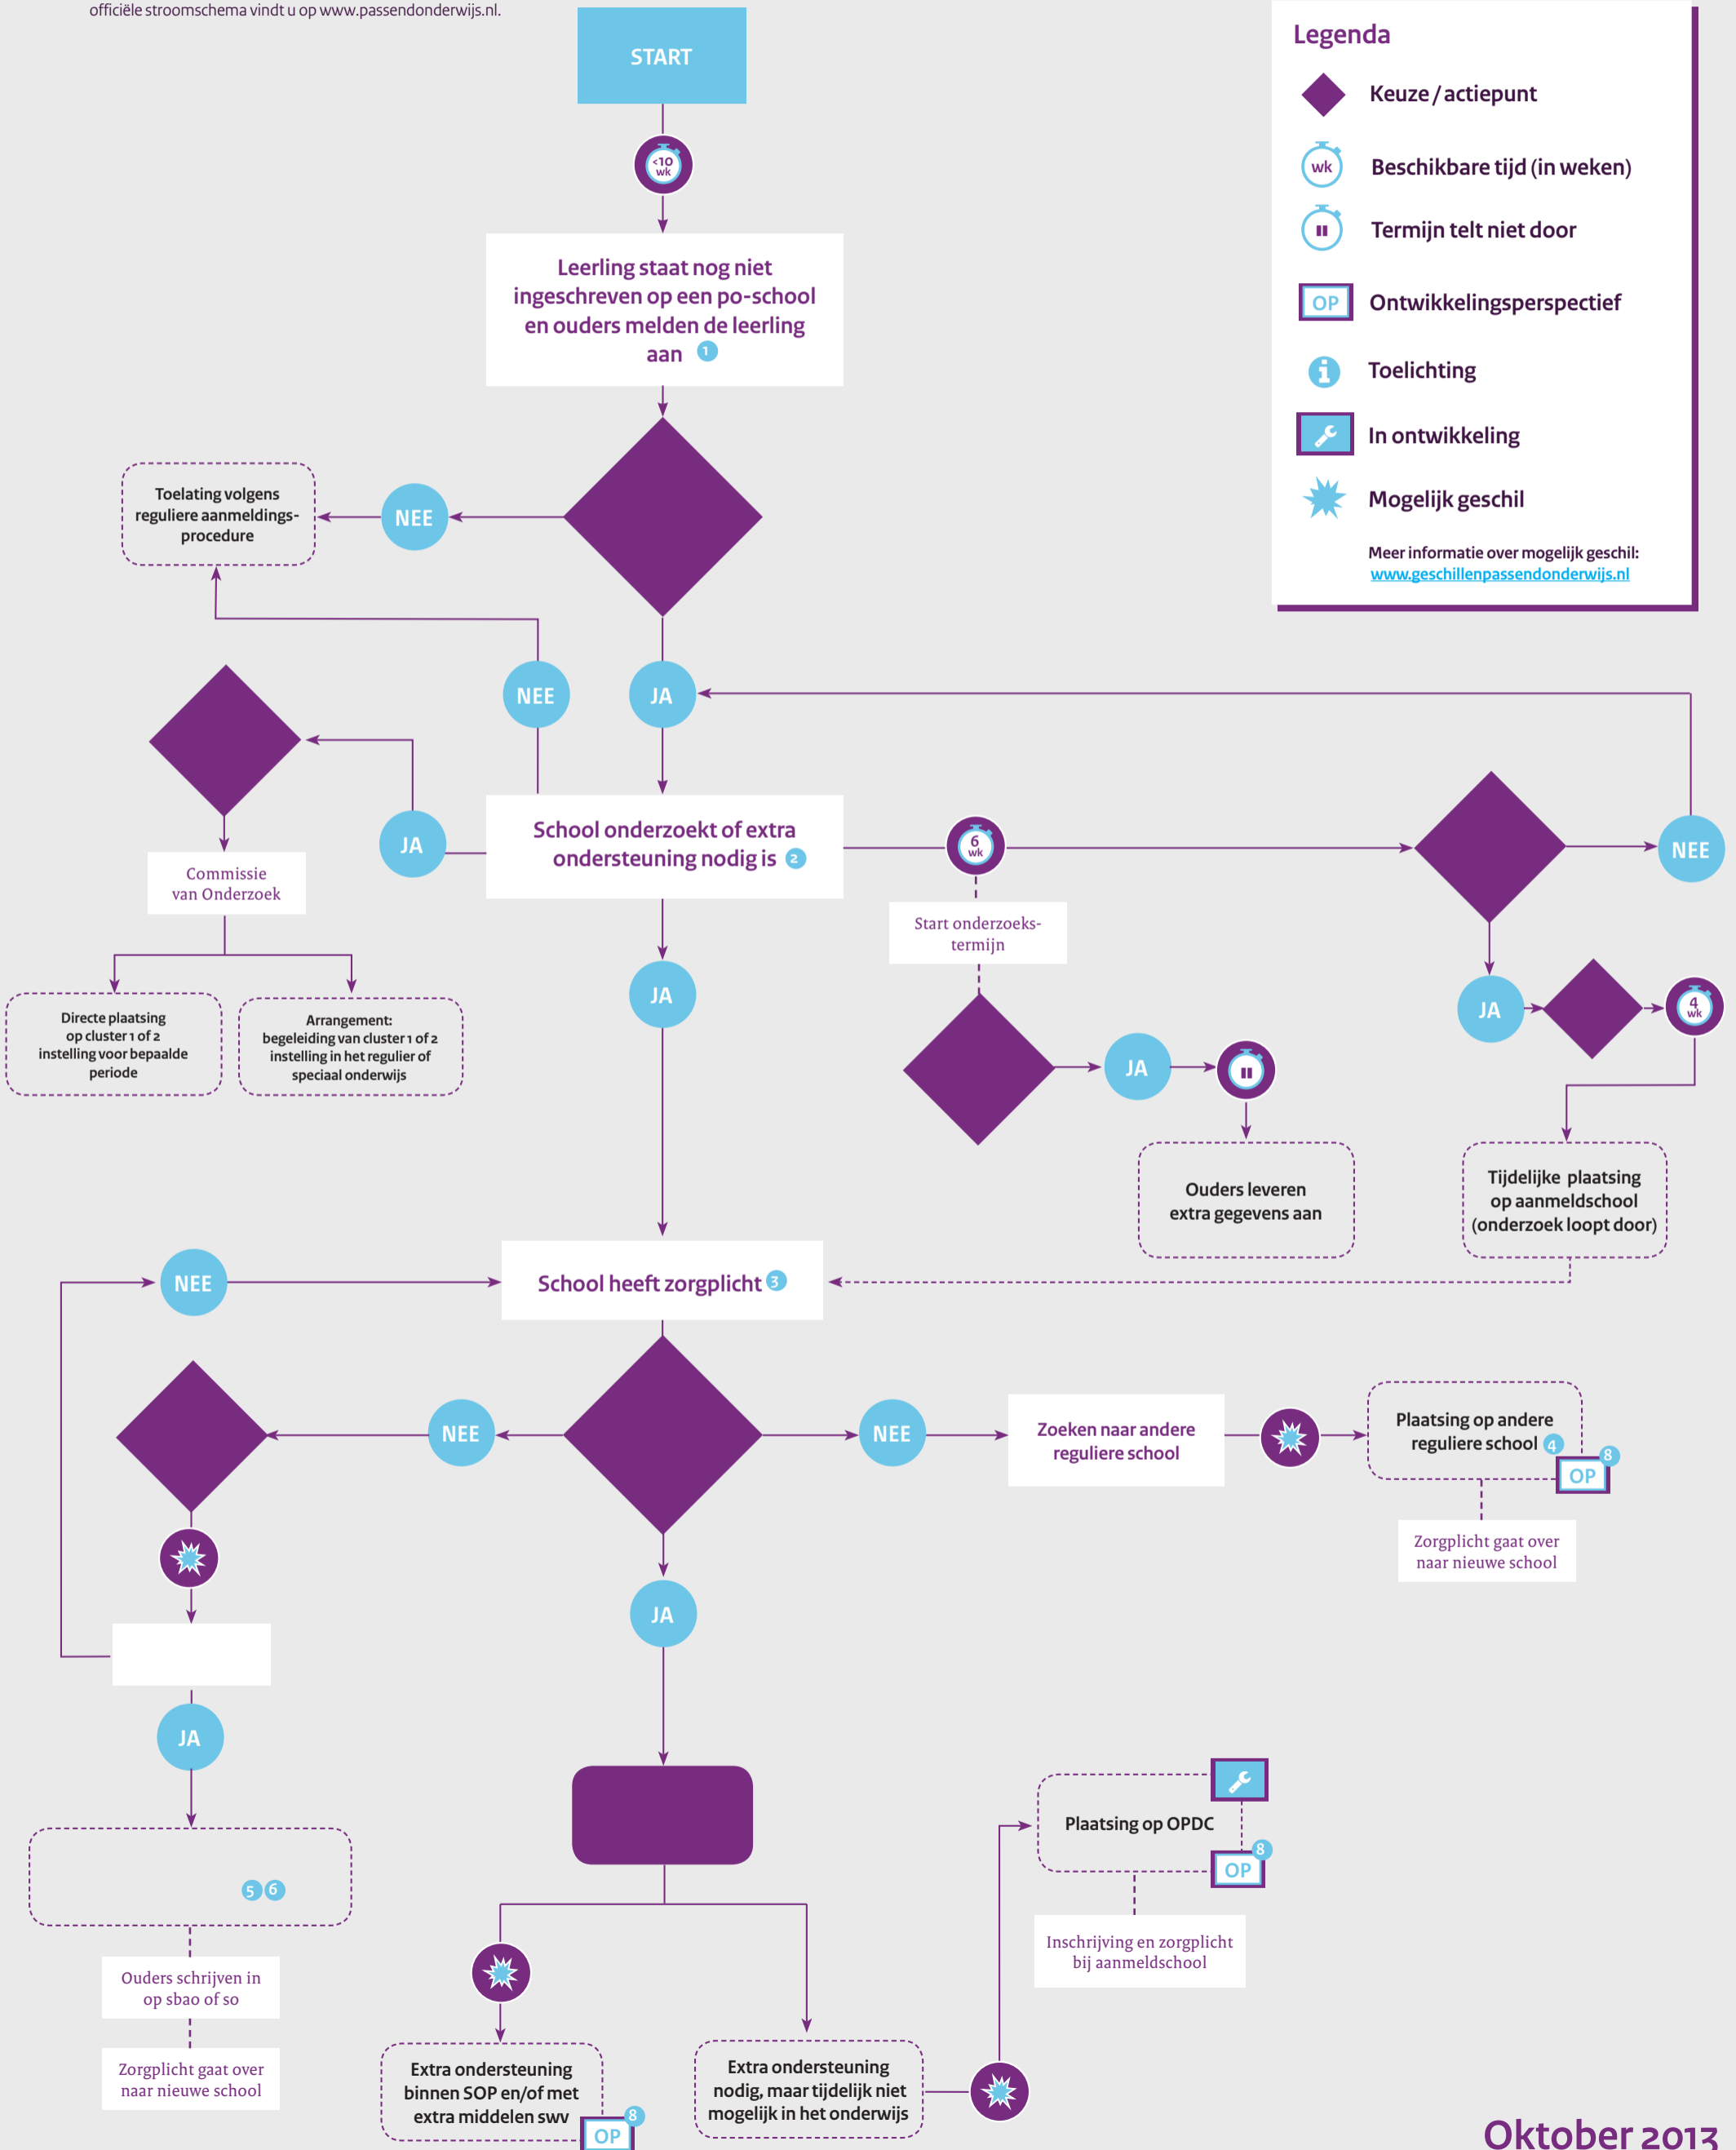 officiële stroomschema vindt u op www.passendonderwijs.nl.
START
<10
wk
Leerling staat nog niet
ingeschreven op een po-school
en ouders melden de leerling
aan 1
Legenda
Keuze / actiepunt
wk
Beschikbare tijd (in weken)
Termijn telt niet door
OP
Ontwikkelingsperspectief
i
Toelichting
In ontwikkeling
Mogelijk geschil
Meer informatie over mogelijk geschil:
www.geschillenpassendonderwijs.nl
Toelating volgens
reguliere aanmeldings-
procedure
NEE
NEE
JA
JA
School onderzoekt of extra
ondersteuning nodig is 2
6
wk
NEE
Commissie
van Onderzoek
Start onderzoeks-
termijn
Directe plaatsing
op cluster 1 of 2
instelling voor bepaalde
periode
Arrangement:
begeleiding van cluster 1 of 2
instelling in het regulier of
speciaal onderwijs
JA
JA
JA
4
wk
Ouders leveren
extra gegevens aan
Tijdelijke plaatsing
op aanmeldschool
(onderzoek loopt door)
NEE
School heeft zorgplicht 3
NEE
NEE
Zoeken naar andere
reguliere school
Plaatsing op andere
reguliere school 4
OP
8
Zorgplicht gaat over
naar nieuwe school
JA
JA
5 6
Ouders schrijven in
op sbao of so
Zorgplicht gaat over
naar nieuwe school
Plaatsing op OPDC
OP
8
Inschrijving en zorgplicht
bij aanmeldschool
Extra ondersteuning
binnen SOP en/of met
extra middelen swv
OP
8
Extra ondersteuning
nodig, maar tijdelijk niet
mogelijk in het onderwijs
Oktober 2013